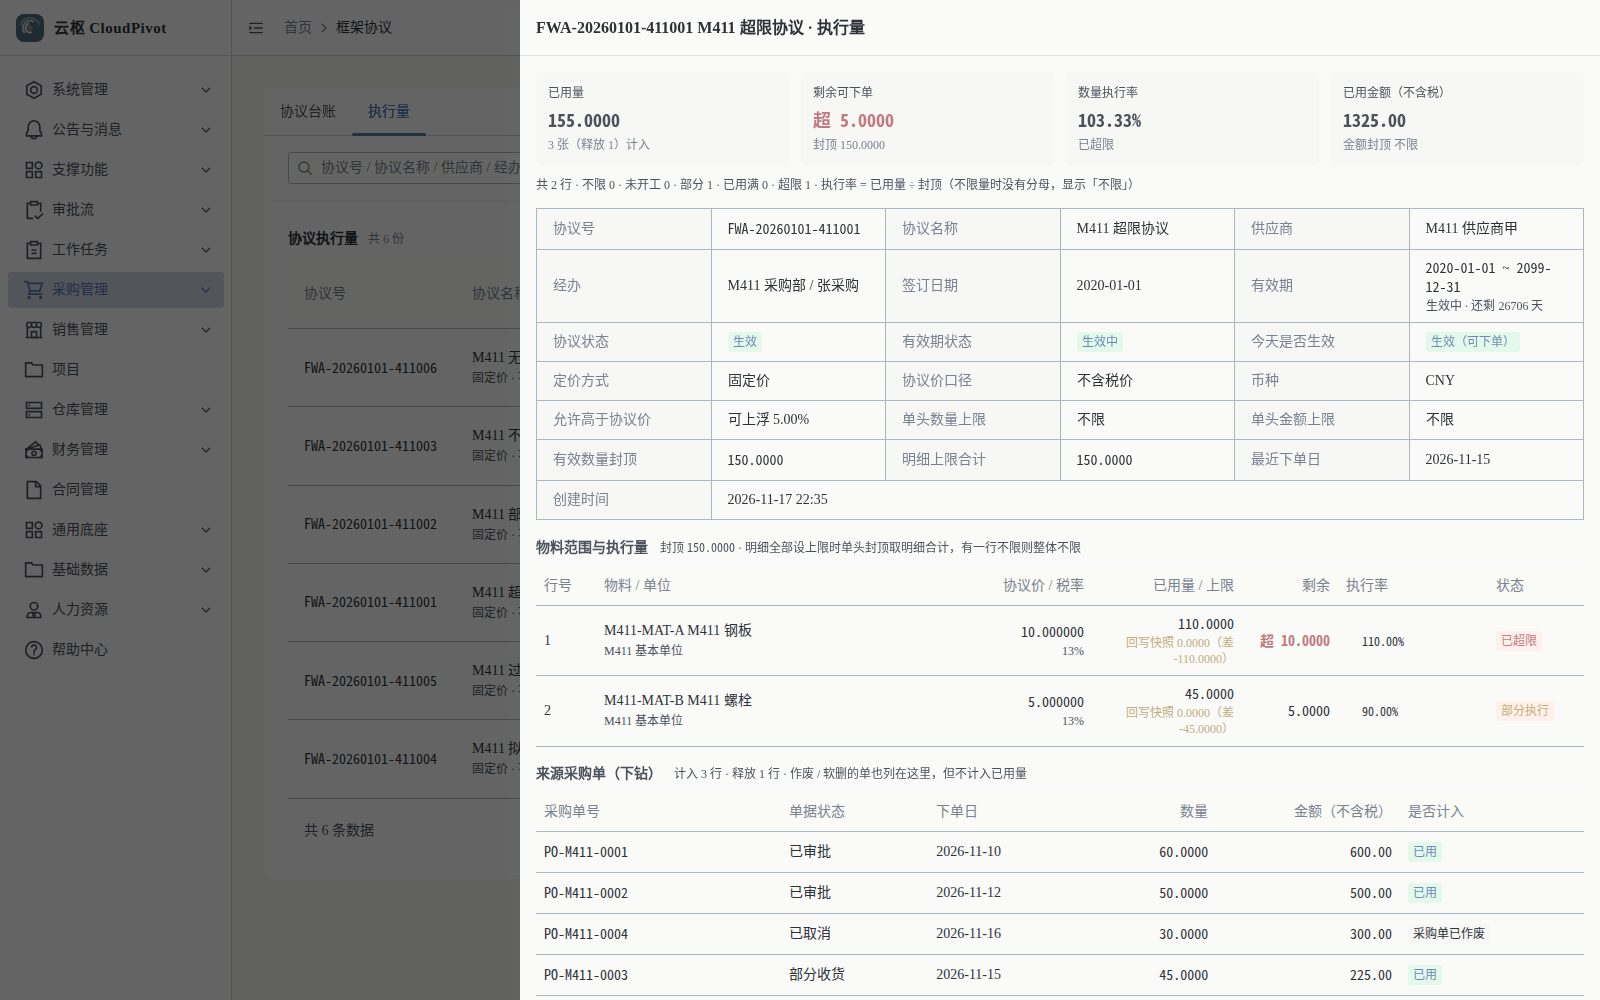 云枢 CloudPivot
首页 > 框架协议
系统管理
公告与消息
支撑功能
审批流
工作任务
采购管理
销售管理
项目
仓库管理
财务管理
合同管理
通用底座
基础数据
人力资源
帮助中心
协议台账 执行量
协议号 / 协议名称 / 供应商 / 经办
协议执行量 共 6 份
协议号 协议名
FWA-20260101-411006 M411 无
固定价 ·
FWA-20260101-411003 M411 不
固定价 ·
FWA-20260101-411002 M411 部
固定价 ·
FWA-20260101-411001 M411 超
固定价 ·
FWA-20260101-411005 M411 过
固定价 ·
FWA-20260101-411004 M411 拟
固定价 ·
共 6 条数据
FWA-20260101-411001 M411 超限协议 · 执行量
已用量
155.0000
3 张（释放 1）计入
剩余可下单
超 5.0000
封顶 150.0000
数量执行率
103.33%
已超限
已用金额（不含税）
1325.00
金额封顶 不限
共 2 行 · 不限 0 · 未开工 0 · 部分 1 · 已用满 0 · 超限 1 · 执行率 = 已用量 ÷ 封顶（不限量时没有分母，显示「不限」）
协议号 FWA-20260101-411001 协议名称 M411 超限协议 供应商 M411 供应商甲
经办 M411 采购部 / 张采购 签订日期 2020-01-01 有效期 2020-01-01 ~ 2099-
12-31
生效中 · 还剩 26706 天
协议状态 生效 有效期状态 生效中 今天是否生效 生效（可下单）
定价方式 固定价 协议价口径 不含税价 币种 CNY
允许高于协议价 可上浮 5.00% 单头数量上限 不限 单头金额上限 不限
有效数量封顶 150.0000 明细上限合计 150.0000 最近下单日 2026-11-15
创建时间 2026-11-17 22:35
物料范围与执行量 封顶 150.0000 · 明细全部设上限时单头封顶取明细合计，有一行不限则整体不限
行号 物料 / 单位 协议价 / 税率 已用量 / 上限 剩余 执行率 状态
1 M411-MAT-A M411 钢板 10.000000 110.0000 超 10.0000 110.00% 已超限
M411 基本单位 13% 回写快照 0.0000（差
-110.0000）
2 M411-MAT-B M411 螺栓 5.000000 45.0000 5.0000 90.00% 部分执行
M411 基本单位 13% 回写快照 0.0000（差
-45.0000）
来源采购单（下钻） 计入 3 行 · 释放 1 行 · 作废 / 软删的单也列在这里，但不计入已用量
采购单号 单据状态 下单日 数量 金额（不含税） 是否计入
PO-M411-0001 已审批 2026-11-10 60.0000 600.00 已用
PO-M411-0002 已审批 2026-11-12 50.0000 500.00 已用
PO-M411-0004 已取消 2026-11-16 30.0000 300.00 采购单已作废
PO-M411-0003 部分收货 2026-11-15 45.0000 225.00 已用